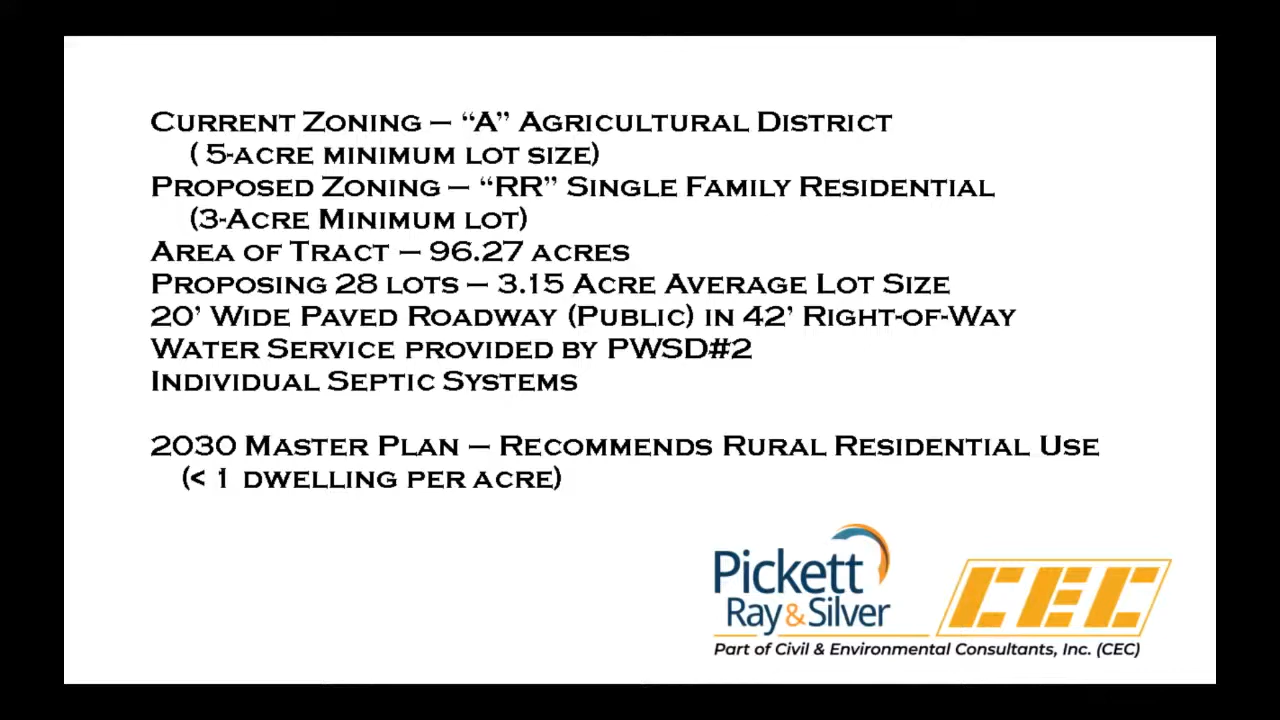 Current Zoning – “A” Agricultural District
( 5-acre minimum lot size)
Proposed Zoning – “RR” Single Family Residential
(3-Acre Minimum lot)
Area of Tract – 96.27 acres
Proposing 28 lots – 3.15 Acre Average Lot Size
20’ Wide Paved Roadway (Public) in 42’ Right-of-Way
Water Service provided by PWSD#2
Individual Septic Systems
2030 Master Plan – Recommends Rural Residential Use
(< 1 dwelling per acre)
Pickett
Ray & Silver
CEC
Part of Civil & Environmental Consultants, Inc. (CEC)